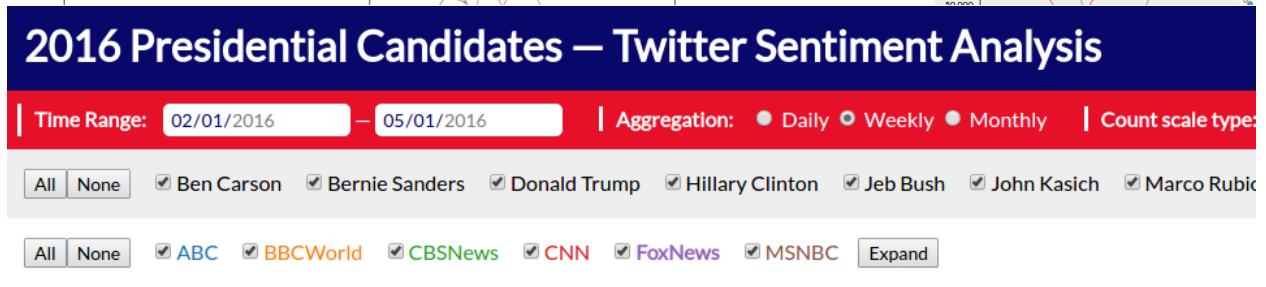 50,000
2016 Presidential Candidates — Twitter Sentiment Analysis
Time Range: 02/01/2016 — 05/01/2016 Aggregation: Daily Weekly Monthly Count scale type:
All None Ben Carson Bernie Sanders Donald Trump Hillary Clinton Jeb Bush John Kasich Marco
All None ABC BBCWorld CBSNews CNN FoxNews MSNBC Expand